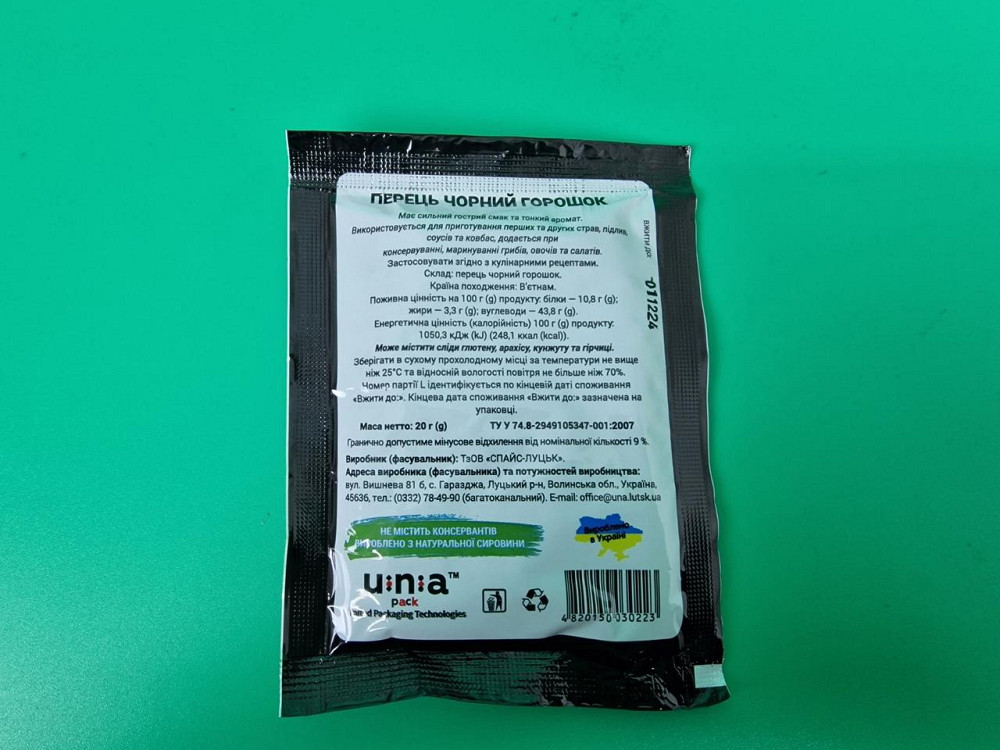 ПЕРЕЦЬ ЧОРНИЙ ГОРОШОК
Має сильний гострий смак та тонкий аромат.
Використовується для приготування перших та других страв, підлив,
соусів та ковбас, додається при
консервуванні, маринуванні грибів, овочів та салатів.
Застосовувати згідно з кулінарними рецептами.
Склад: перець чорний горошок.
Країна походження: В'єтнам.
Поживна цінність на 100 г (g) продукту: білки — 10,8 г (g);
жири — 3,3 г (g); вуглеводи — 43,8 г (g).
Енергетична цінність (калорійність) 100 г (g) продукту:
1050,3 кДж (kJ) (248,1 ккал (kcal)).
Може містити сліди глютену, арахісу, кунжуту та гірчиці.
Зберігати в сухому прохолодному місці за температури не вище
ніж 25°С та відносній вологості повітря не більше ніж 70%.
Номер партії L ідентифікується по кінцевій даті споживання
«Вжити до:». Кінцева дата споживання «Вжити до:» зазначена на
упаковці.
Маса нетто: 20 г (g) ТУ У 74.8-2949105347-001:2007
Гранично допустиме мінусове відхилення від номінальної кількості 9 %.
Виробник (фасувальник): ТзОВ «СПАЙС-ЛУЦЬК».
Адреса виробника (фасувальника) та потужностей виробництва:
вул. Вишнева 81 б, с. Гаразджа, Луцький р-н, Волинська обл., Україна,
45636, тел.: (0332) 78-49-90 (багатоканальний). E-mail: office@una.lutsk.ua
ВЖИТИ ДО:
011224
НЕ МІСТИТЬ КОНСЕРВАНТІВ
ВИРОБЛЕНО З НАТУРАЛЬНОЇ СИРОВИНИ
Вироблено
в Україні
u:n:a™
pack
Packaging Technologies
4820150030223